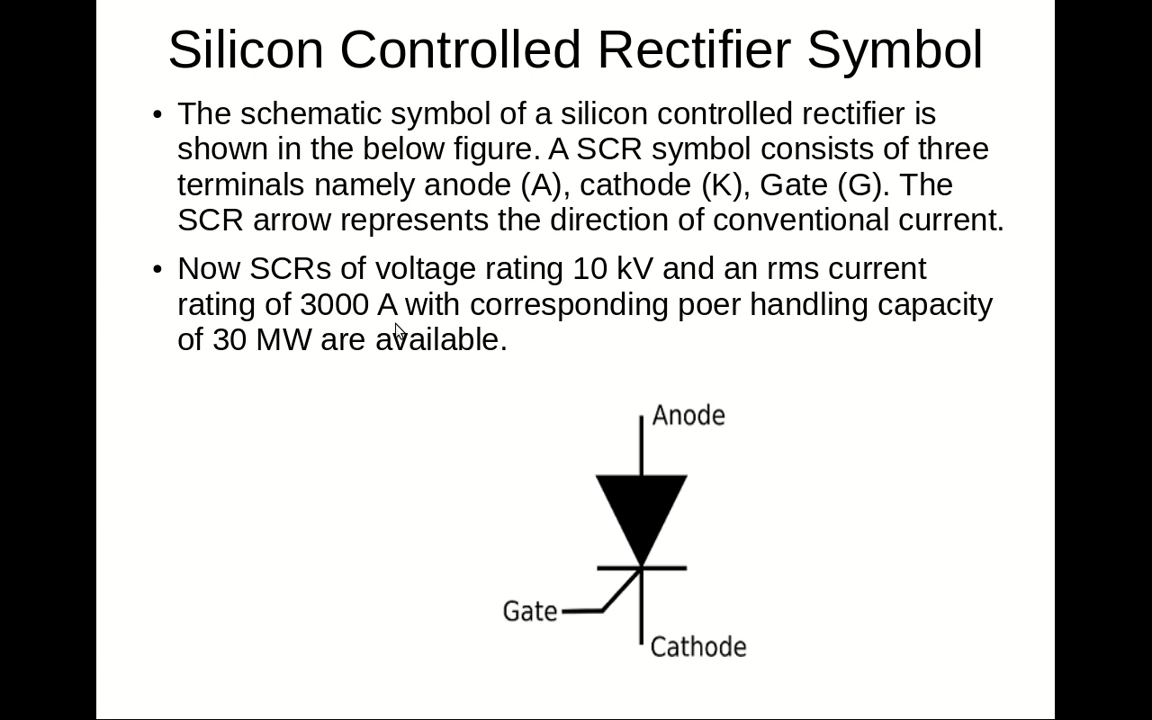 Silicon Controlled Rectifier Symbol
• The schematic symbol of a silicon controlled rectifier is
shown in the below figure. A SCR symbol consists of three
terminals namely anode (A), cathode (K), Gate (G). The
SCR arrow represents the direction of conventional current.
• Now SCRs of voltage rating 10 kV and an rms current
rating of 3000 A with corresponding poer handling capacity
of 30 MW are available.
Anode
Gate
Cathode